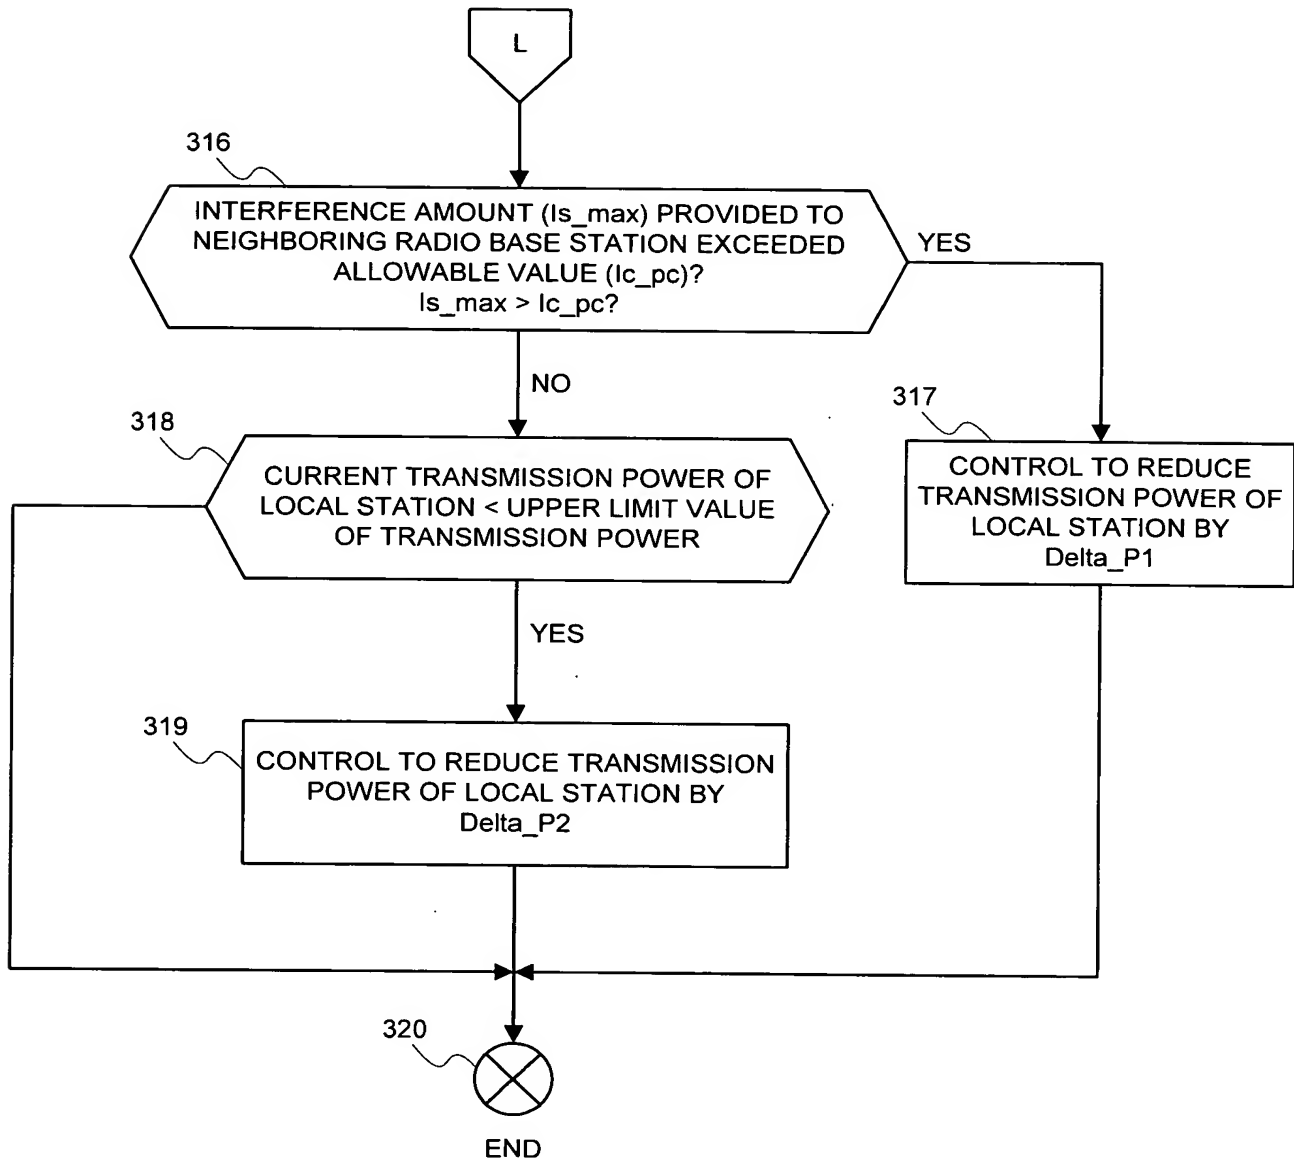 L
316
INTERFERENCE AMOUNT (Is_max) PROVIDED TO
NEIGHBORING RADIO BASE STATION EXCEEDED
ALLOWABLE VALUE (Ic_pc)?
Is_max > Ic_pc?
YES
NO
317
CONTROL TO REDUCE
TRANSMISSION POWER OF
LOCAL STATION BY
Delta_P1
318
CURRENT TRANSMISSION POWER OF
LOCAL STATION < UPPER LIMIT VALUE
OF TRANSMISSION POWER
YES
319
CONTROL TO REDUCE TRANSMISSION
POWER OF LOCAL STATION BY
Delta_P2
320
END